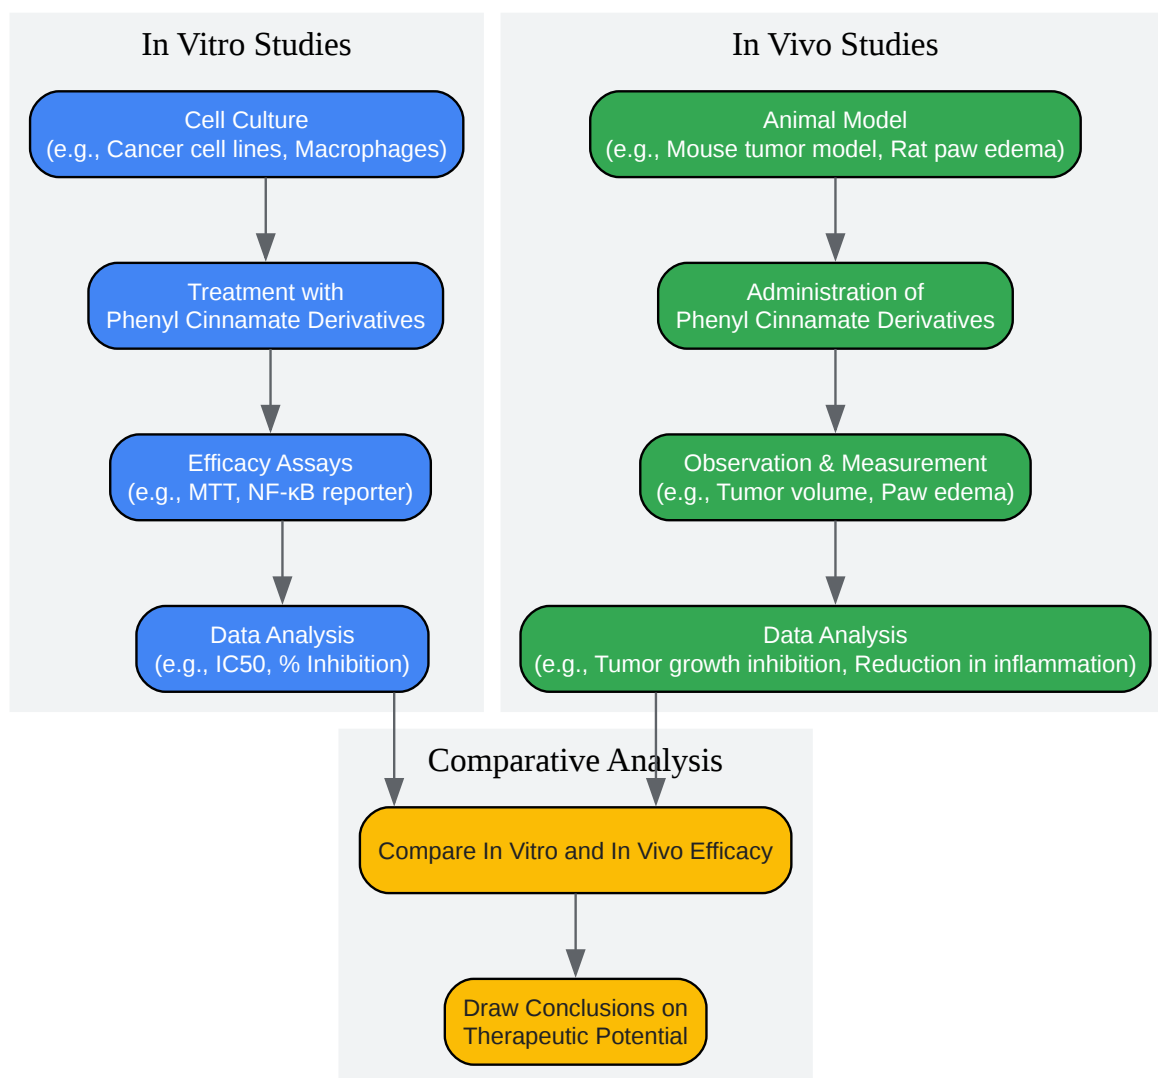 In Vitro Studies
Cell Culture
(e.g., Cancer cell lines, Macrophages)
Treatment with
Phenyl Cinnamate Derivatives
Efficacy Assays
(e.g., MTT, NF-κB reporter)
Data Analysis
(e.g., IC50, % Inhibition)
In Vivo Studies
Animal Model
(e.g., Mouse tumor model, Rat paw edema)
Administration of
Phenyl Cinnamate Derivatives
Observation & Measurement
(e.g., Tumor volume, Paw edema)
Data Analysis
(e.g., Tumor growth inhibition, Reduction in inflammation)
Comparative Analysis
Compare In Vitro and In Vivo Efficacy
Draw Conclusions on
Therapeutic Potential